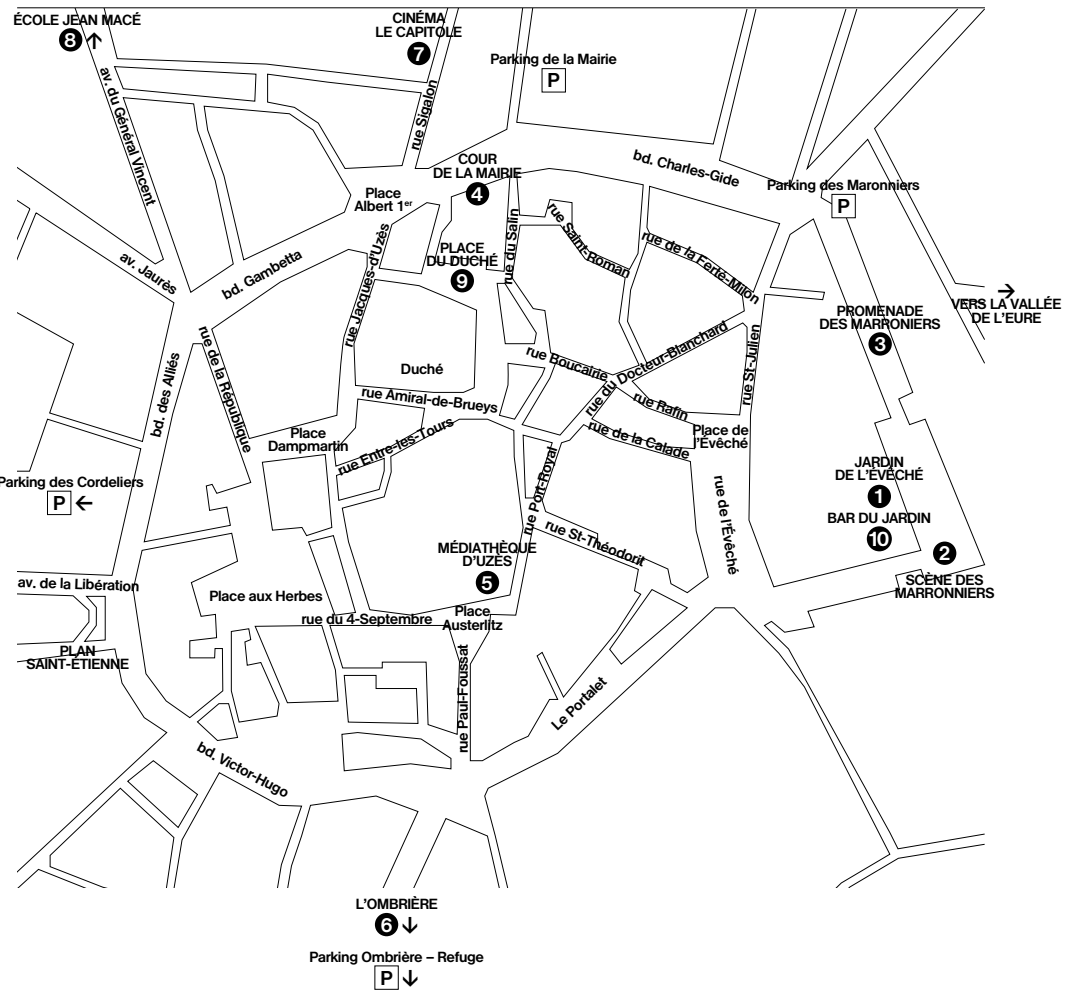 ÉCOLE JEAN MACÉ
8 ↑
CINÉMA
LE CAPITOLE
7
Parking de la Mairie
P
av. du Général Vincent
rue Sigalon
COUR
DE LA MAIRIE
4
bd. Charles-Gide
Parking des Maronniers
P
Place
Albert 1er
PLACE
DU DUCHÉ
9
rue du Salin
rue Saint-Roman
rue de la Ferté-Milon
av. Jaurès
bd. Gambetta
rue Jacques-d'Uzès
→
VERS LA VALLÉE
DE L'EURE
PROMENADE
DES MARRONIERS
3
bd. des Alliés
rue de la République
Duché
rue Boucairie
rue du Docteur-Blanchard
rue St-Julien
rue Amiral-de-Brueys
rue Rafin
Place
Dampmartin
rue Entre-les-Tours
rue de la Calade
Place de
l'Évêché
Parking des Cordeliers
P ←
rue Port-Royal
rue de l'Évêché
JARDIN
DE L'ÉVÊCHÉ
1
BAR DU JARDIN
10
rue St-Théodorit
MÉDIATHÈQUE
D'UZÈS
5
2
SCÈNE DES
MARRONNIERS
av. de la Libération
Place aux Herbes
rue du 4-Septembre
Place
Austerlitz
PLAN
SAINT-ÉTIENNE
rue Paul-Foussat
Le Portalet
bd. Victor-Hugo
L'OMBRIÈRE
6 ↓
Parking Ombrière – Refuge
P ↓